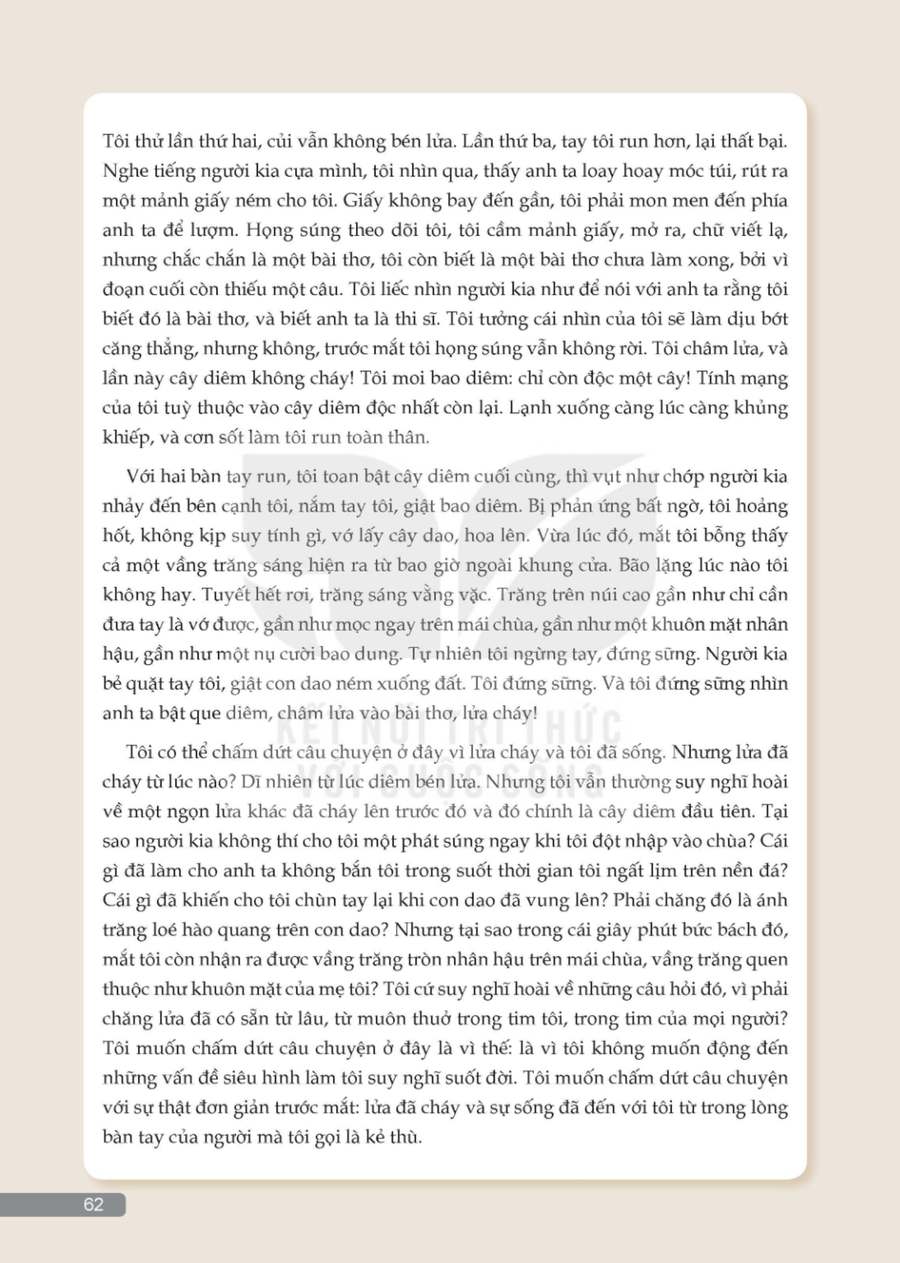 Tôi thử lần thứ hai, củi vẫn không bén lửa. Lần thứ ba, tay tôi run hơn, lại thất bại.
Nghe tiếng người kia cựa mình, tôi nhìn qua, thấy anh ta loay hoay móc túi, rút ra
một mảnh giấy ném cho tôi. Giấy không bay đến gần, tôi phải mon men đến phía
anh ta để lượm. Họng súng theo dõi tôi, tôi cầm mảnh giấy, mở ra, chữ viết lạ,
nhưng chắc chắn là một bài thơ, tôi còn biết là một bài thơ chưa làm xong, bởi vì
đoạn cuối còn thiếu một câu. Tôi liếc nhìn người kia như để nói với anh ta rằng tôi
biết đó là bài thơ, và biết anh ta là thi sĩ. Tôi tưởng cái nhìn của tôi sẽ làm dịu bớt
căng thẳng, nhưng không, trước mắt tôi họng súng vẫn không rời. Tôi châm lửa, và
lần này cây diêm không cháy! Tôi moi bao diêm: chỉ còn độc một cây! Tính mạng
của tôi tuỳ thuộc vào cây diêm độc nhất còn lại. Lạnh xuống càng lúc càng khủng
khiếp, và cơn sốt làm tôi run toàn thân.
Với hai bàn tay run, tôi toan bật cây diêm cuối cùng, thì vụt như chớp người kia
nhảy đến bên cạnh tôi, nắm tay tôi, giật bao diêm. Bị phản ứng bất ngờ, tôi hoảng
hốt, không kịp suy tính gì, vớ lấy cây dao, hoa lên. Vừa lúc đó, mắt tôi bỗng thấy
cả một vầng trăng sáng hiện ra từ bao giờ ngoài khung cửa. Bão lặng lúc nào tôi
không hay. Tuyết hết rơi, trăng sáng vằng vặc. Trăng trên núi cao gần như chỉ cần
đưa tay là vớ được, gần như mọc ngay trên mái chùa, gần như một khuôn mặt nhân
hậu, gần như một nụ cười bao dung. Tự nhiên tôi ngừng tay, đứng sững. Người kia
bẻ quặt tay tôi, giật con dao ném xuống đất. Tôi đứng sững. Và tôi đứng sững nhìn
anh ta bật que diêm, châm lửa vào bài thơ, lửa cháy!
KẾT NỐI TRI THỨC
VỚI CUỘC SỐNG
Tôi có thể chấm dứt câu chuyện ở đây vì lửa cháy và tôi đã sống. Nhưng lửa đã
cháy từ lúc nào? Dĩ nhiên từ lúc diêm bén lửa. Nhưng tôi vẫn thường suy nghĩ hoài
về một ngọn lửa khác đã cháy lên trước đó và đó chính là cây diêm đầu tiên. Tại
sao người kia không thí cho tôi một phát súng ngay khi tôi đột nhập vào chùa? Cái
gì đã làm cho anh ta không bắn tôi trong suốt thời gian tôi ngất lịm trên nền đá?
Cái gì đã khiến cho tôi chùn tay lại khi con dao đã vung lên? Phải chăng đó là ánh
trăng loé hào quang trên con dao? Nhưng tại sao trong cái giây phút bức bách đó,
mắt tôi còn nhận ra được vầng trăng tròn nhân hậu trên mái chùa, vầng trăng quen
thuộc như khuôn mặt của mẹ tôi? Tôi cứ suy nghĩ hoài về những câu hỏi đó, vì phải
chăng lửa đã có sẵn từ lâu, từ muôn thuở trong tim tôi, trong tim của mọi người?
Tôi muốn chấm dứt câu chuyện ở đây là vì thế: là vì tôi không muốn động đến
những vấn đề siêu hình làm tôi suy nghĩ suốt đời. Tôi muốn chấm dứt câu chuyện
với sự thật đơn giản trước mắt: lửa đã cháy và sự sống đã đến với tôi từ trong lòng
bàn tay của người mà tôi gọi là kẻ thù.
62